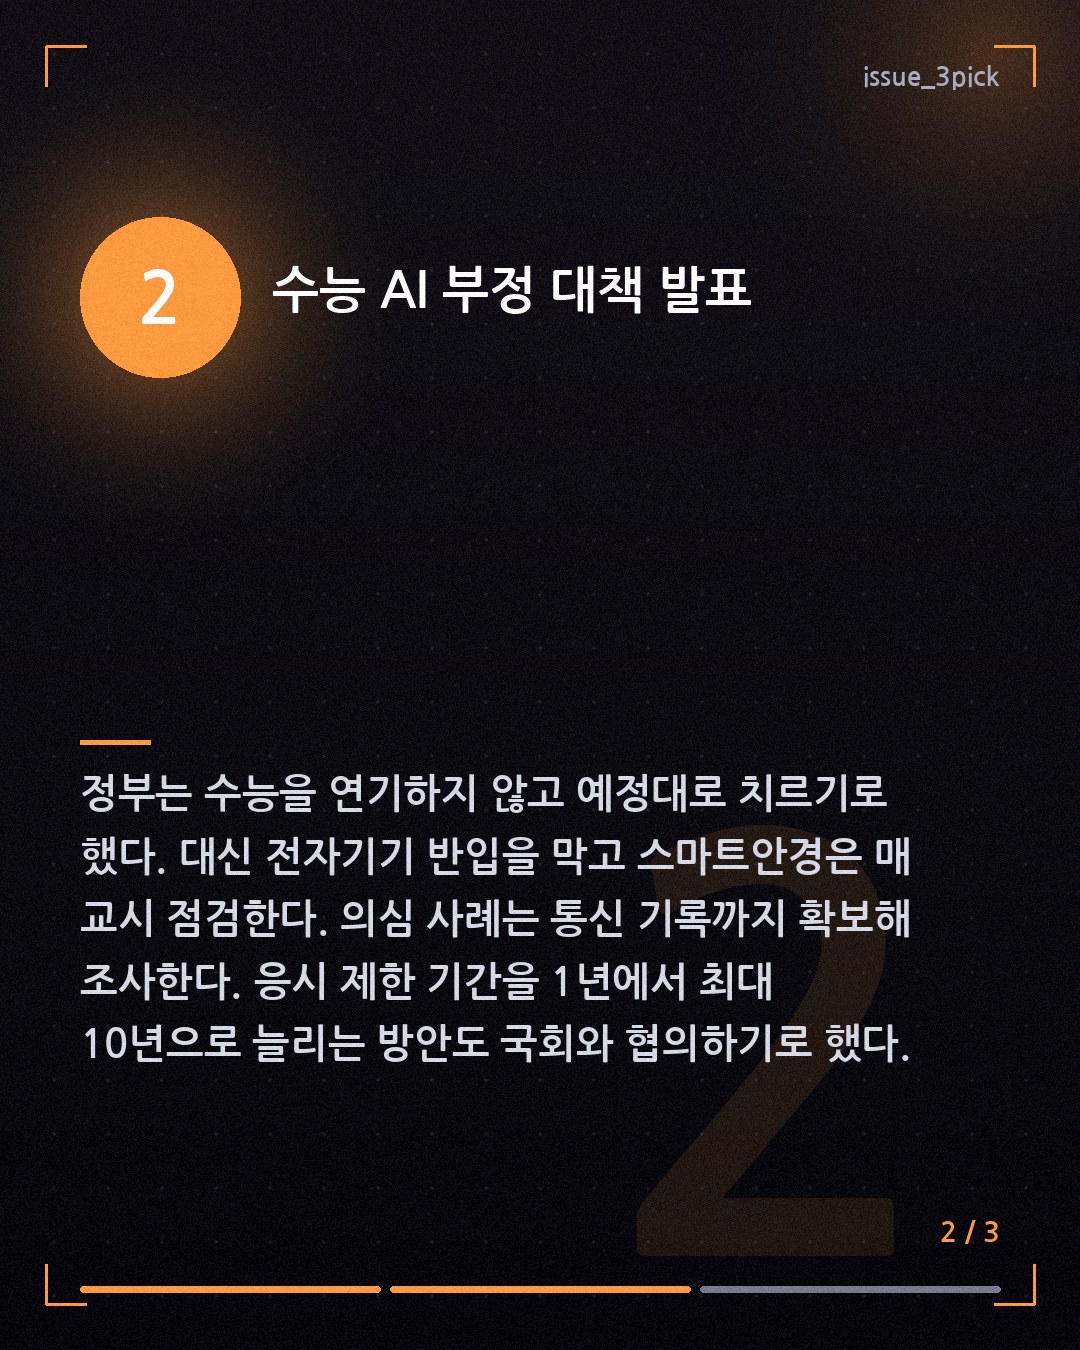 issue_3pick
2
수능 AI 부정 대책 발표
정부는 수능을 연기하지 않고 예정대로 치르기로
했다. 대신 전자기기 반입을 막고 스마트안경은 매
교시 점검한다. 의심 사례는 통신 기록까지 확보해
조사한다. 응시 제한 기간을 1년에서 최대
10년으로 늘리는 방안도 국회와 협의하기로 했다.
2
2 / 3